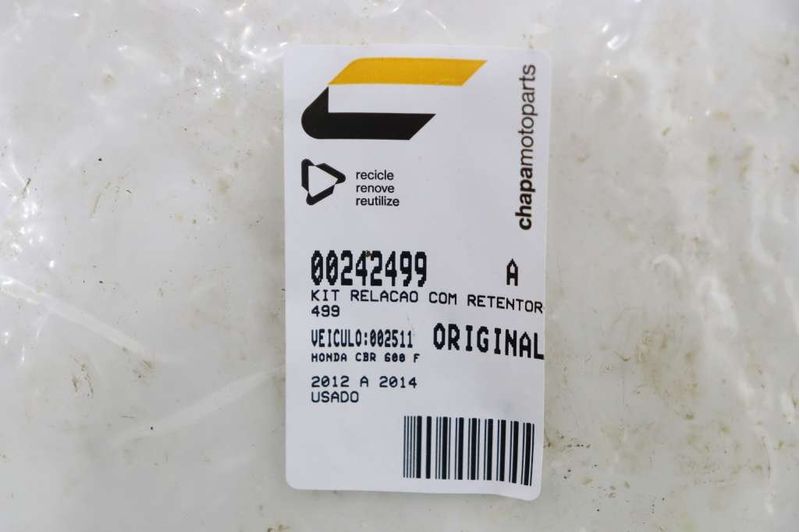 chapamotoparts
recicle
renove
reutilize
00242499 A
KIT RELACAO COM RETENTOR
499
VEICULO:002511 ORIGINAL
HONDA CBR 600 F
2012 A 2014
USADO